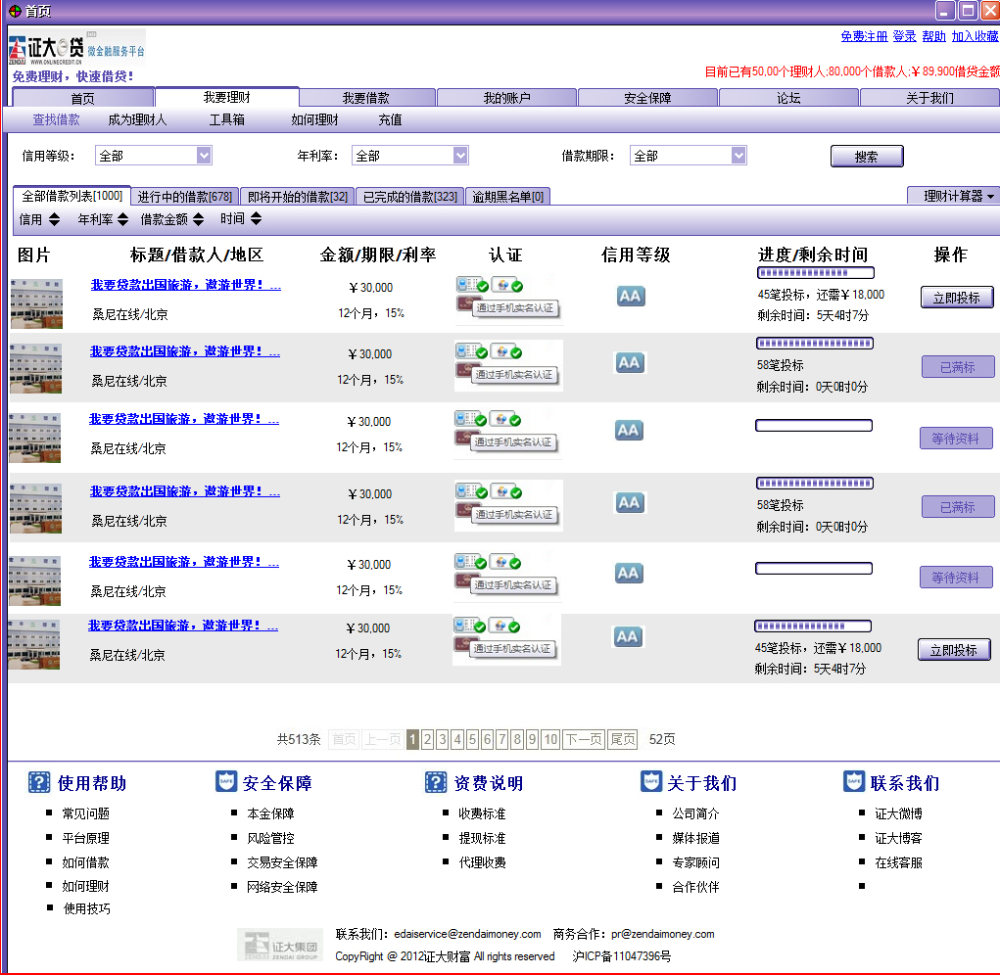 首页
证大e贷 微金融服务平台
ZENDAI WWW.ONLINECREDIT.CN
免费注册 登录 帮助 加入收藏
免费理财，快速借贷！
目前已有50,00个理财人;80,000个借款人;￥89,900借贷金额
首页 我要理财 我要借款 我的账户 安全保障 论坛 关于我们
查找借款 成为理财人 工具箱 如何理财 充值
信用等级： 全部 年利率： 全部 借款期限： 全部 搜索
全部借款列表[1000] 进行中的借款[678] 即将开始的借款[32] 已完成的借款[323] 逾期黑名单[0] 理财计算器
信用 年利率 借款金额 时间
图片 标题/借款人/地区 金额/期限/利率 认证 信用等级 进度/剩余时间 操作
我要贷款出国旅游，遨游世界！...
桑尼在线/北京
￥30,000
12个月，15%
通过手机实名认证
AA
45笔投标，还需￥18,000
剩余时间：5天4时7分
立即投标
我要贷款出国旅游，遨游世界！...
桑尼在线/北京
￥30,000
12个月，15%
通过手机实名认证
AA
58笔投标
剩余时间：0天0时0分
已满标
我要贷款出国旅游，遨游世界！...
桑尼在线/北京
￥30,000
12个月，15%
通过手机实名认证
AA
等待资料
我要贷款出国旅游，遨游世界！...
桑尼在线/北京
￥30,000
12个月，15%
通过手机实名认证
AA
58笔投标
剩余时间：0天0时0分
已满标
我要贷款出国旅游，遨游世界！...
桑尼在线/北京
￥30,000
12个月，15%
通过手机实名认证
AA
等待资料
我要贷款出国旅游，遨游世界！...
桑尼在线/北京
￥30,000
12个月，15%
通过手机实名认证
AA
45笔投标，还需￥18,000
剩余时间：5天4时7分
立即投标
共513条 首页 上一页 1 2 3 4 5 6 7 8 9 10 下一页 尾页 52页
使用帮助
常见问题
平台原理
如何借款
如何理财
使用技巧
SAFE 安全保障
本金保障
风险管控
交易安全保障
网络安全保障
资费说明
收费标准
提现标准
代理收费
SAFE 关于我们
公司简介
媒体报道
专家顾问
合作伙伴
SAFE 联系我们
证大微博
证大博客
在线客服
证大集团
ZENDAI GROUP
联系我们：edaiservice@zendaimoney.com 商务合作：pr@zendaimoney.com
CopyRight @ 2012证大财富 All rights reserved 沪ICP备11047396号